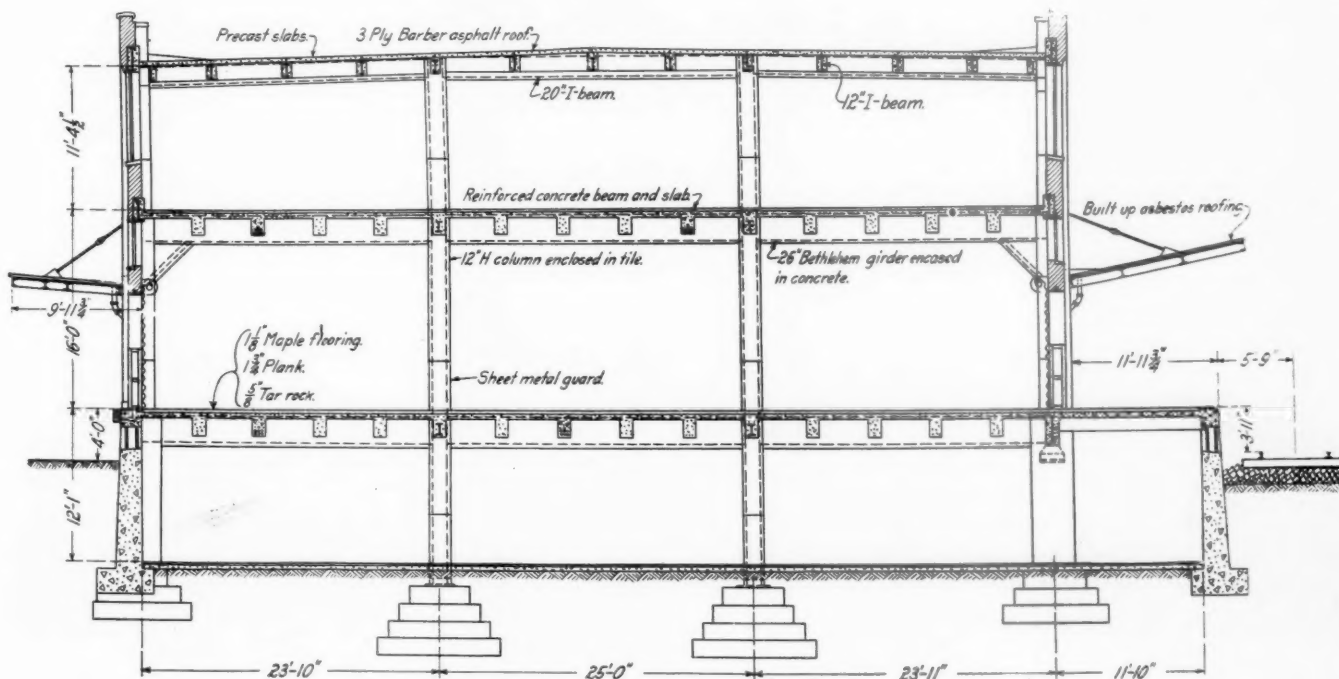 Precast slabs.
3 Ply Barber asphalt roof.
20" I-beam.
12" I-beam.
11'-4½"
Reinforced concrete beam and slab.
Built up asbestos roofing
12" H column enclosed in tile.
26" Bethlehem girder encased
in concrete.
9'-11¾"
16'-0"
1⅛" Maple flooring.
1¾" Plank.
⅝" Tar rock.
Sheet metal guard.
11'-11¾"
5'-9"
4'-0"
3'-11"
12'-1"
23'-10"
25'-0"
23'-11"
11'-10"